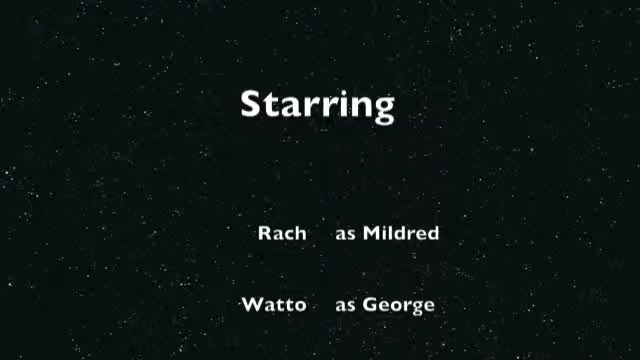 Starring
Rach as Mildred
Watto as George